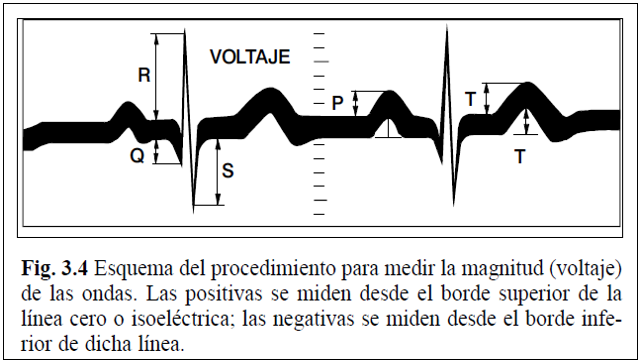 VOLTAJE
R
P
T
Q
S
T
Fig. 3.4 Esquema del procedimiento para medir la magnitud (voltaje)
de las ondas. Las positivas se miden desde el borde superior de la
línea cero o isoeléctrica; las negativas se miden desde el borde infe-
rior de dicha línea.